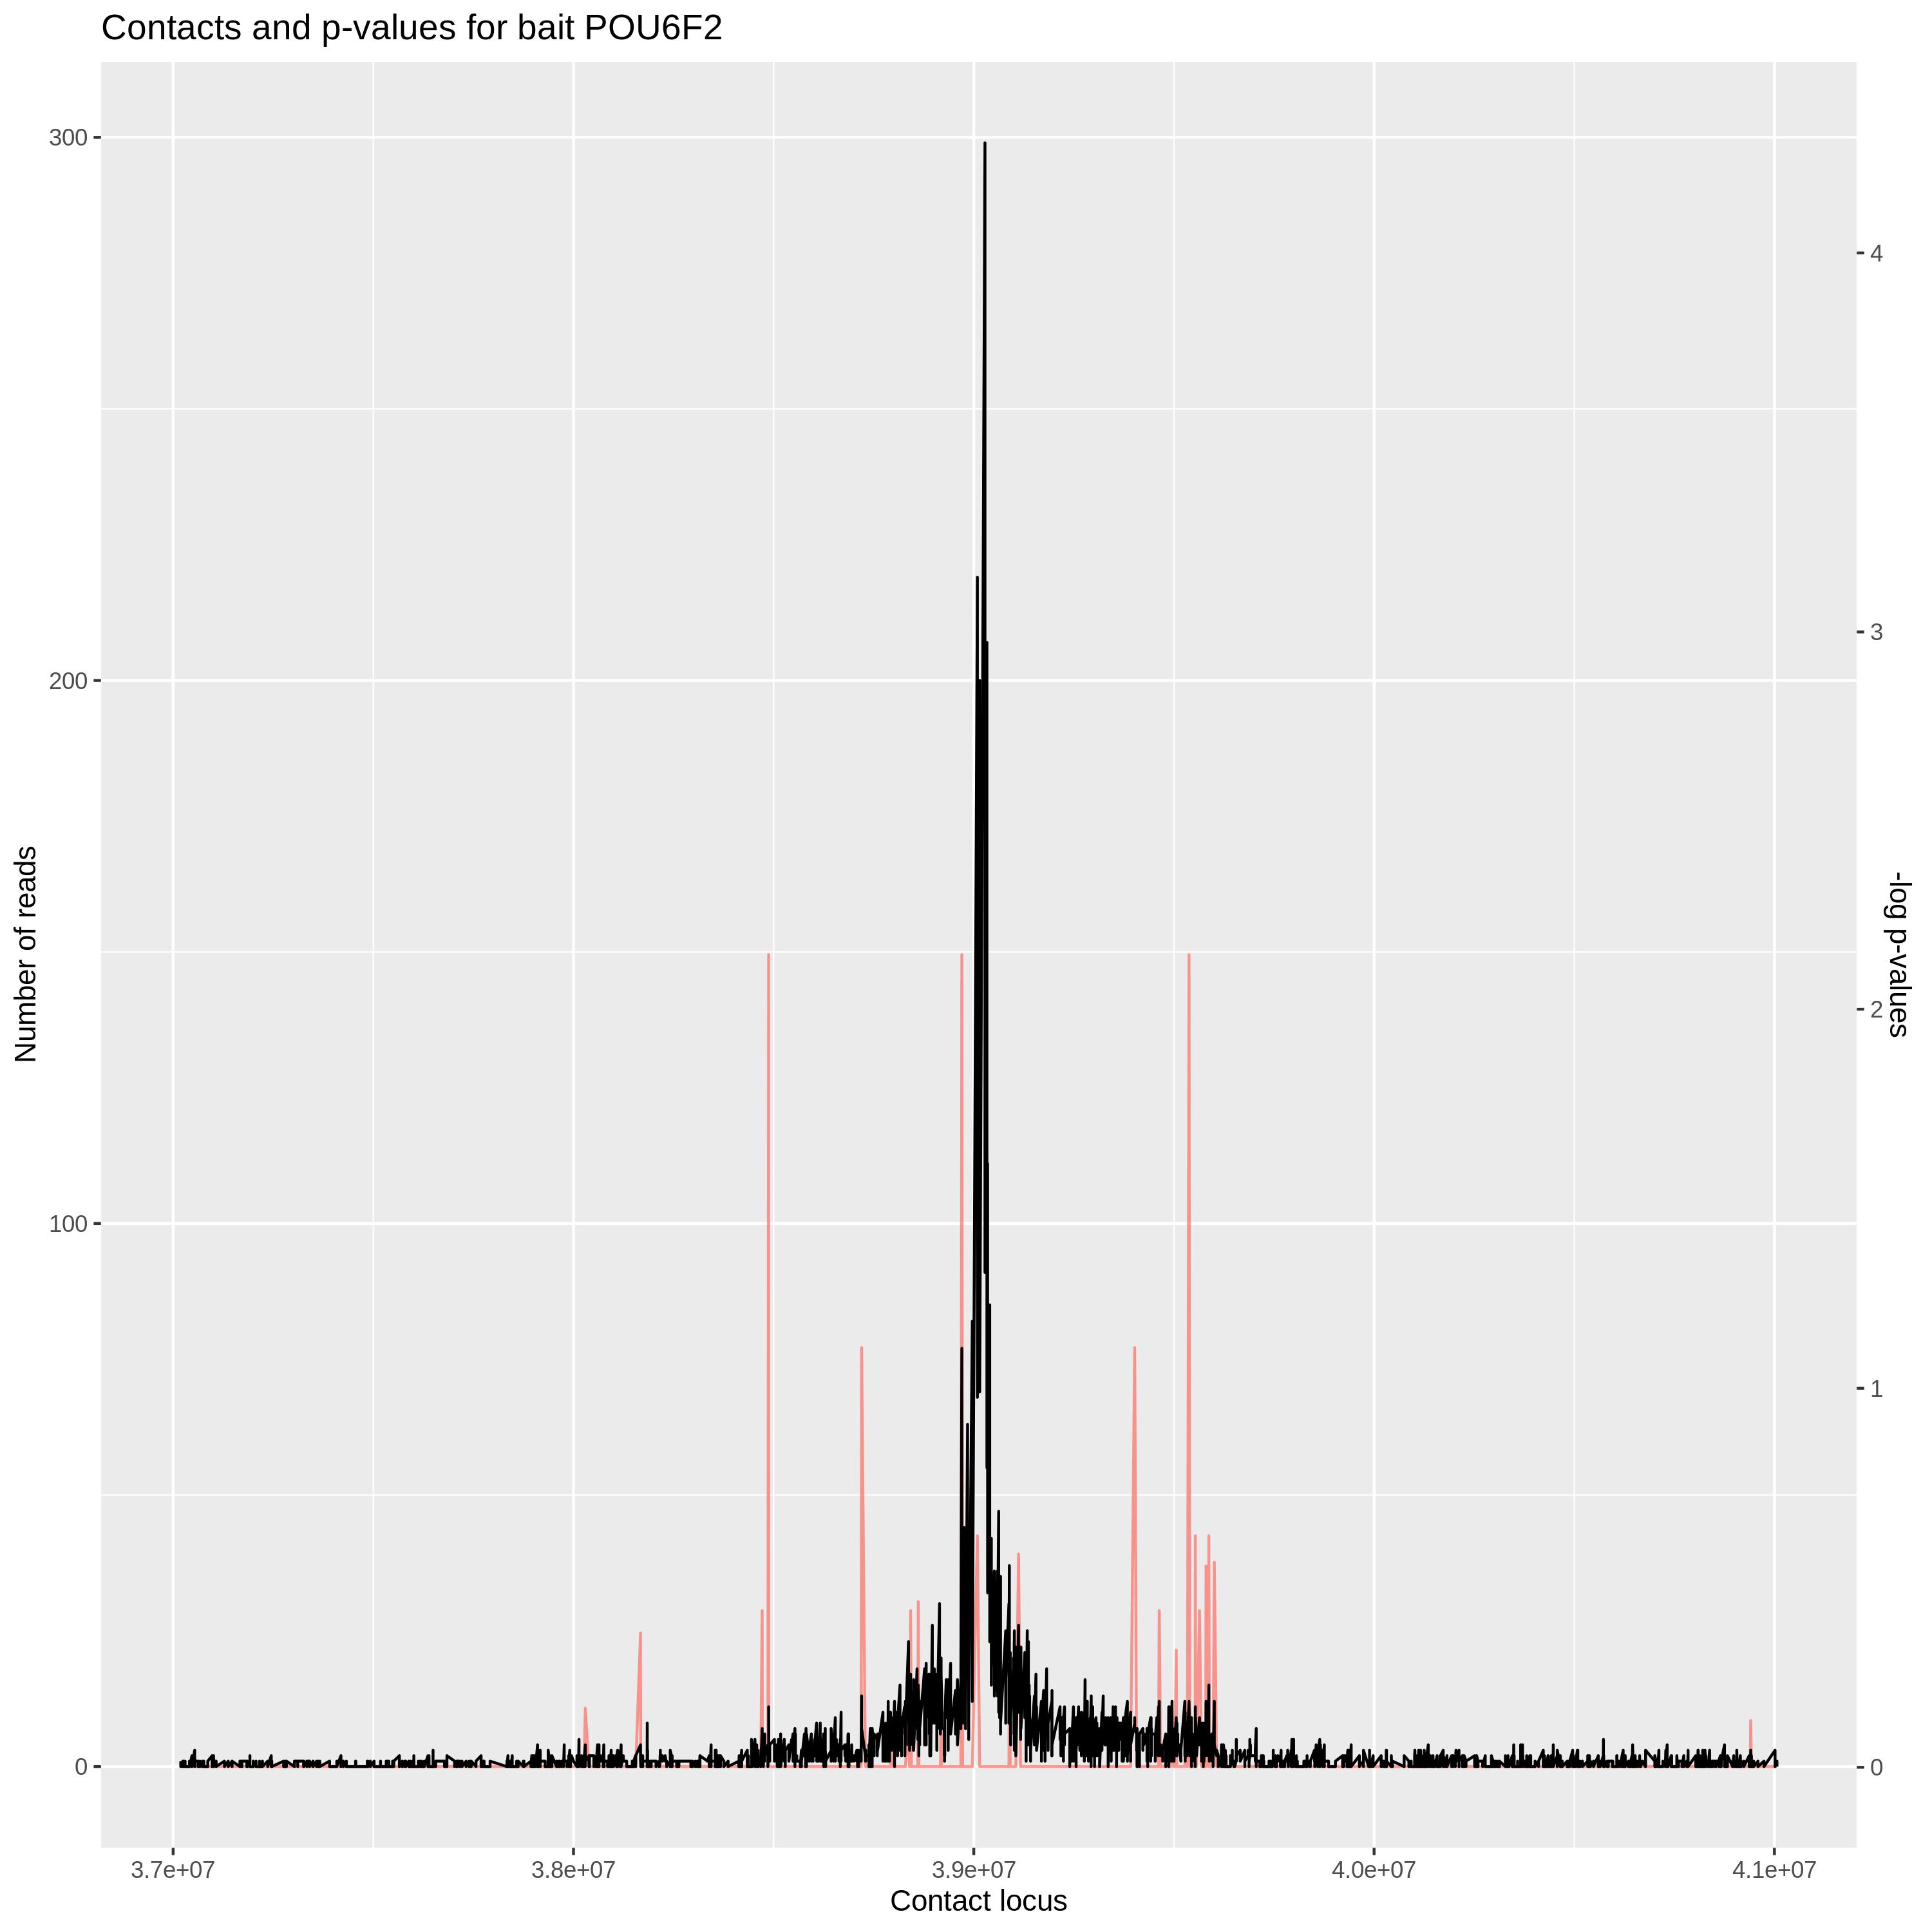 Contacts and p-values for bait POU6F2
300
200
100
0
Number of reads
4
3
2
1
0
-log p-values
3.7e+07 3.8e+07 3.9e+07 4.0e+07 4.1e+07
Contact locus